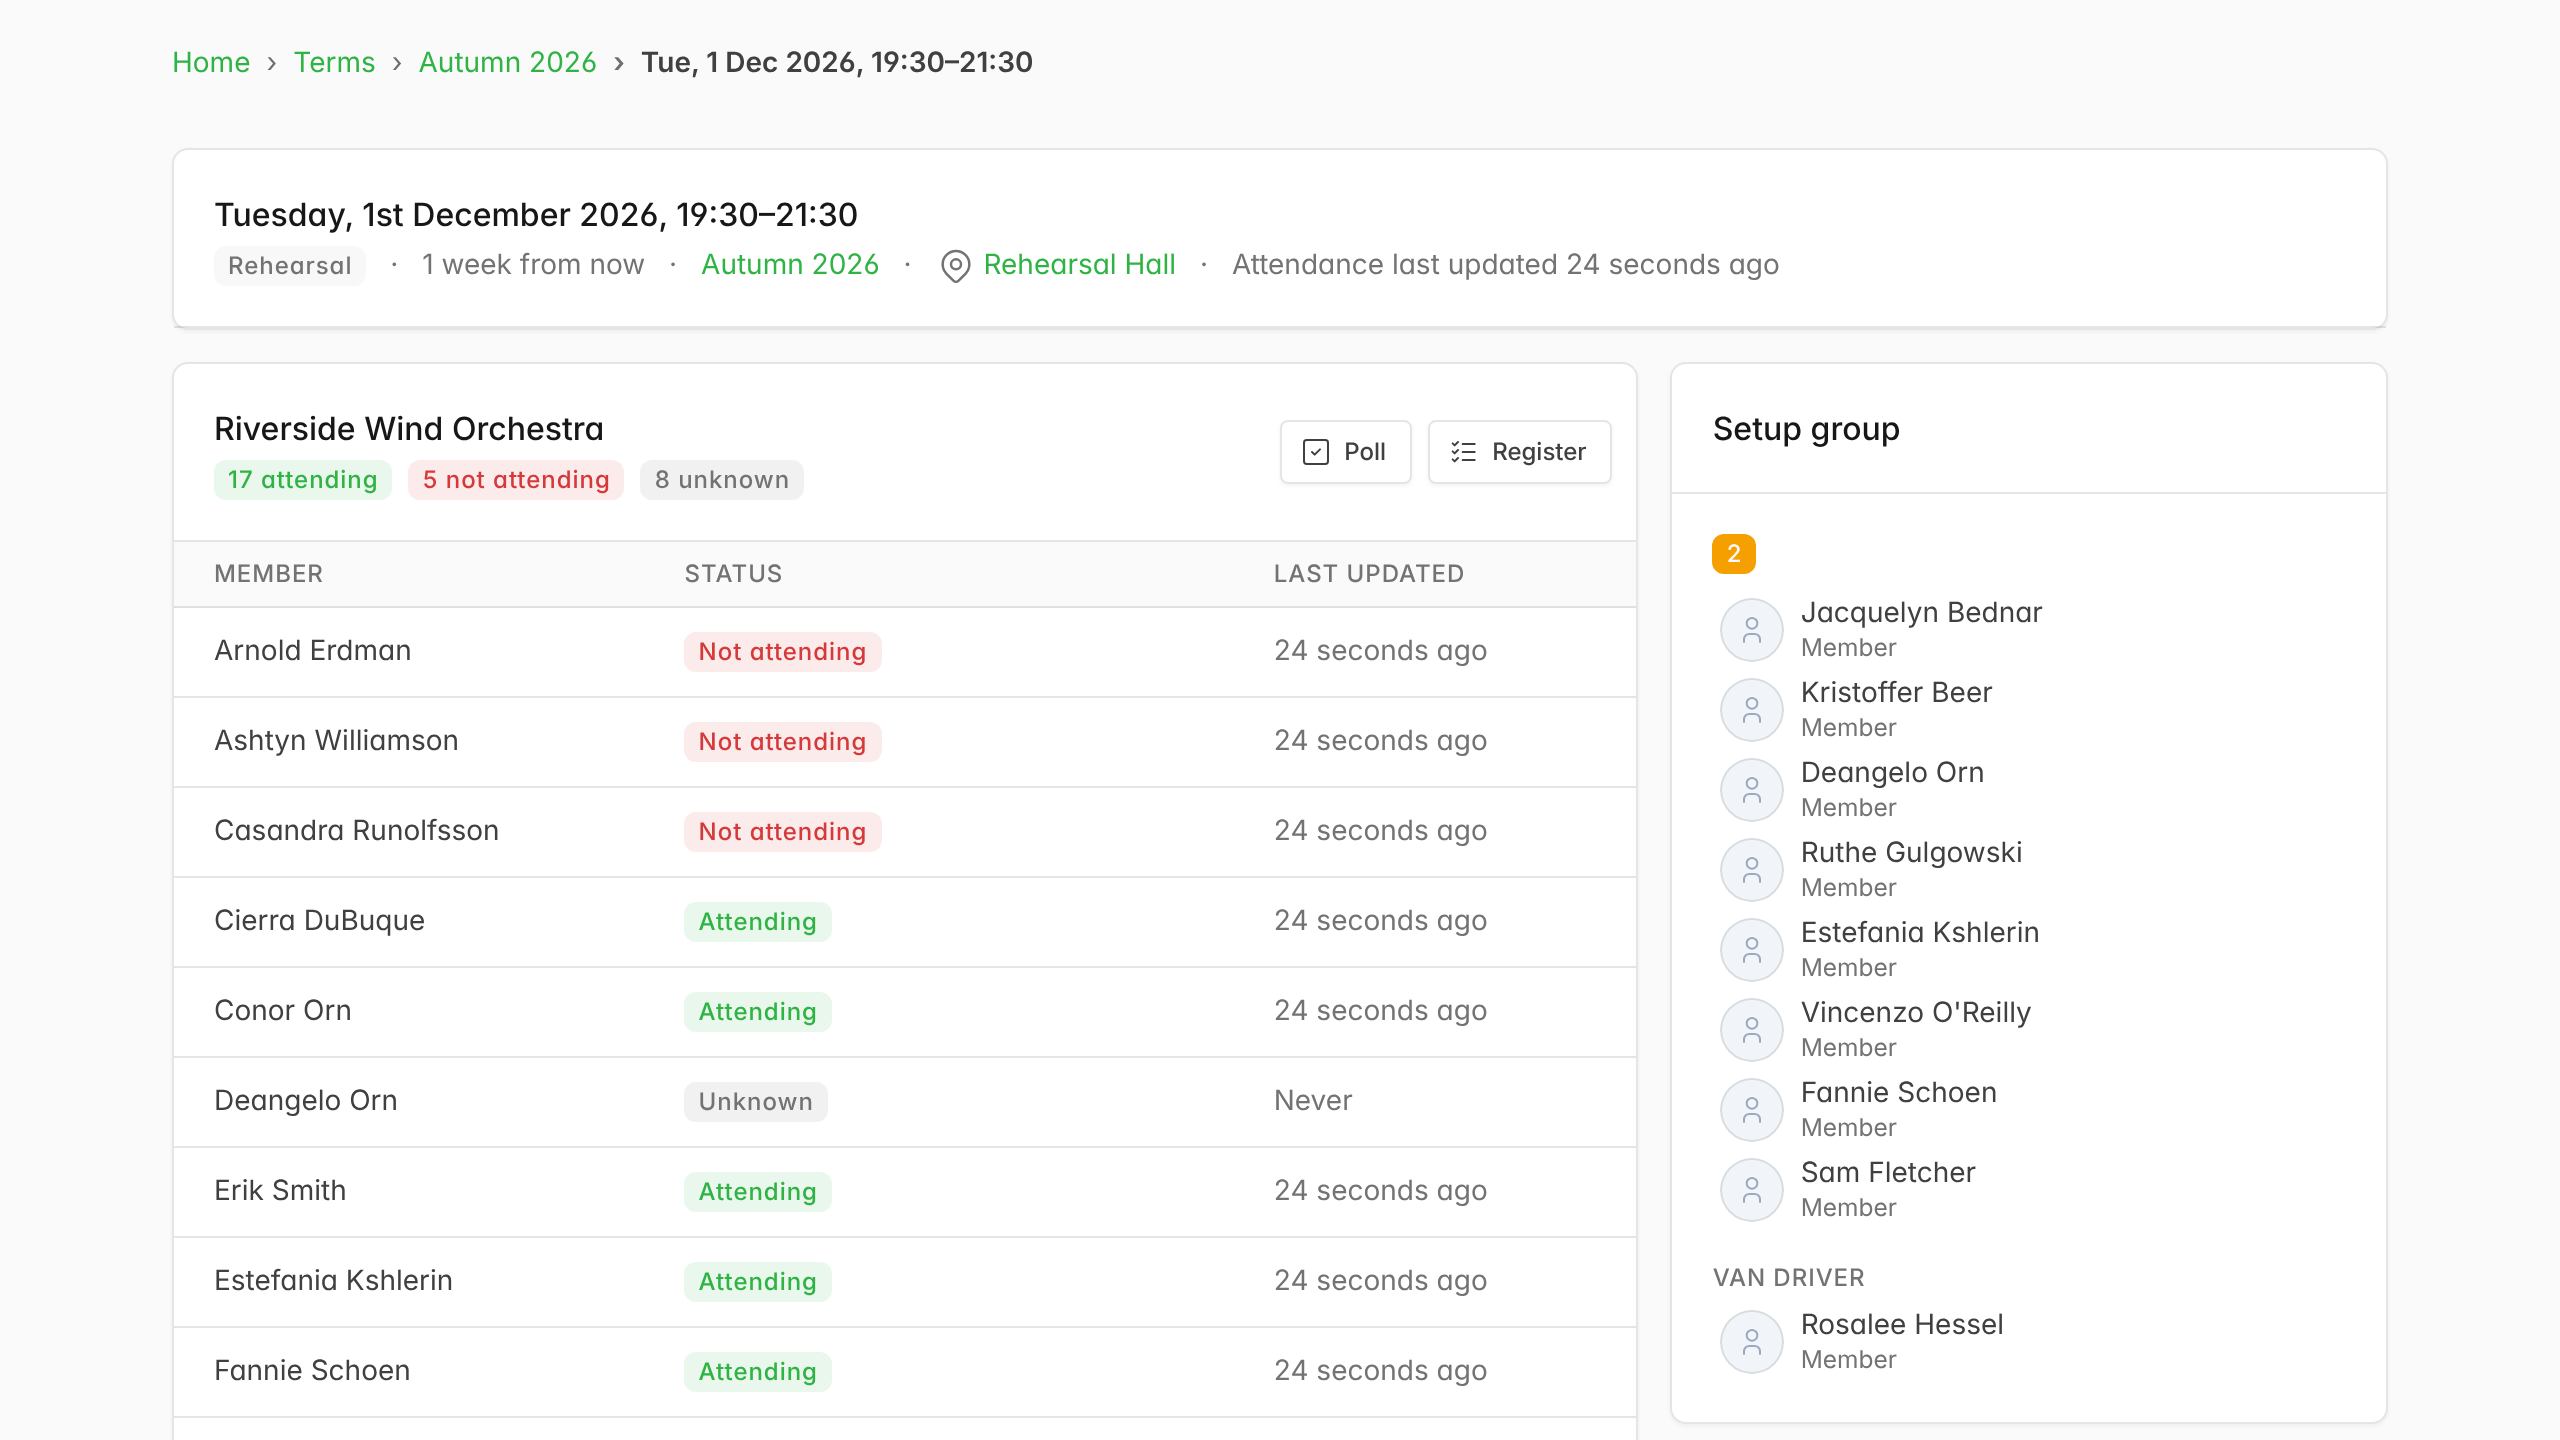 Home › Terms › Autumn 2026 › Tue, 1 Dec 2026, 19:30–21:30
Tuesday, 1st December 2026, 19:30–21:30
Rehearsal · 1 week from now · Autumn 2026 · Rehearsal Hall · Attendance last updated 24 seconds ago
Riverside Wind Orchestra
17 attending 5 not attending 8 unknown
Poll Register
MEMBER STATUS LAST UPDATED
Arnold Erdman Not attending 24 seconds ago
Ashtyn Williamson Not attending 24 seconds ago
Casandra Runolfsson Not attending 24 seconds ago
Cierra DuBuque Attending 24 seconds ago
Conor Orn Attending 24 seconds ago
Deangelo Orn Unknown Never
Erik Smith Attending 24 seconds ago
Estefania Kshlerin Attending 24 seconds ago
Fannie Schoen Attending 24 seconds ago
Setup group
2
Jacquelyn Bednar
Member
Kristoffer Beer
Member
Deangelo Orn
Member
Ruthe Gulgowski
Member
Estefania Kshlerin
Member
Vincenzo O'Reilly
Member
Fannie Schoen
Member
Sam Fletcher
Member
VAN DRIVER
Rosalee Hessel
Member